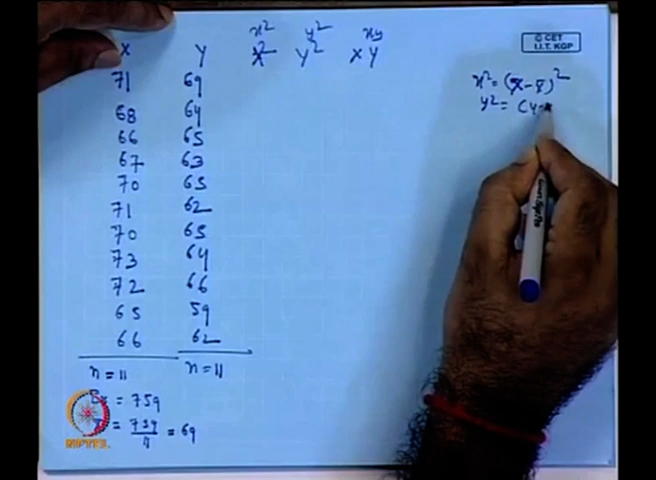 x² y² xy
X Y X² Y² XY
© CET
I.I.T. KGP
71 69
x² = (X - X̄)²
68 64
y² = (Y
66 65
67 63
70 65
71 62
70 65
73 64
72 66
65 59
66 62
n = 11 n = 11
= 759
= 759/11 = 69
NPTEL